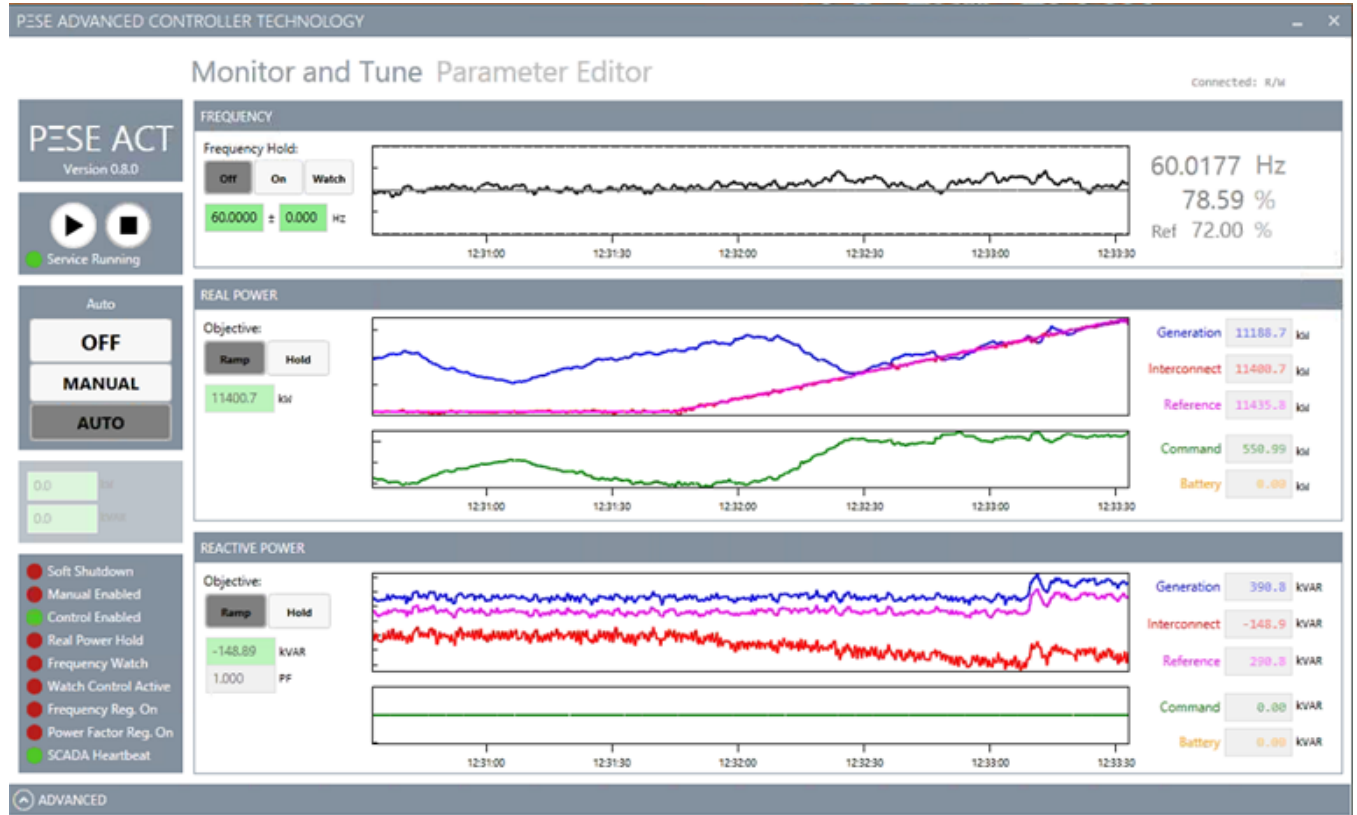 PΞSE ADVANCED CONTROLLER TECHNOLOGY
Monitor and Tune Parameter Editor
Connected: R/W
PΞSE ACT
Version 0.8.0
Service Running
Auto
OFF
MANUAL
AUTO
0.0 kW
0.0 kVAR
Soft Shutdown
Manual Enabled
Control Enabled
Real Power Hold
Frequency Watch
Watch Control Active
Frequency Reg. On
Power Factor Reg. On
SCADA Heartbeat
FREQUENCY
Frequency Hold:
Off On Watch
60.0000 ± 0.000 Hz
12:31:00 12:31:30 12:32:00 12:32:30 12:33:00 12:33:30
60.0177 Hz
78.59 %
Ref 72.00 %
REAL POWER
Objective:
Ramp Hold
11400.7 kW
12:31:00 12:31:30 12:32:00 12:32:30 12:33:00 12:33:30
Generation 11188.7 kW
Interconnect 11400.7 kW
Reference 11435.8 kW
Command 550.99 kW
Battery 0.00 kW
REACTIVE POWER
Objective:
Ramp Hold
-148.89 kVAR
1.000 PF
12:31:00 12:31:30 12:32:00 12:32:30 12:33:00 12:33:30
Generation 390.8 kVAR
Interconnect -148.9 kVAR
Reference 290.8 kVAR
Command 0.00 kVAR
Battery 0.00 kVAR
ADVANCED